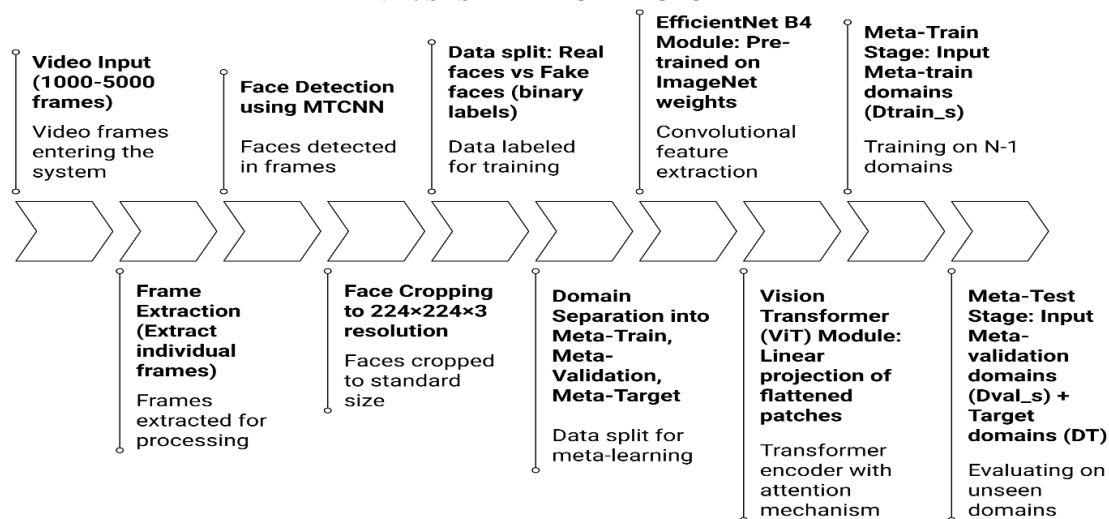 Video Input
(1000-5000
frames)
Video frames
entering the
system
Frame
Extraction
(Extract
individual
frames)
Frames
extracted for
processing
Face Detection
using MTCNN
Faces detected
in frames
Face Cropping
to 224×224×3
resolution
Faces cropped
to standard
size
Data split: Real
faces vs Fake
faces (binary
labels)
Data labeled
for training
Domain
Separation into
Meta-Train,
Meta-
Validation,
Meta-Target
Data split for
meta-learning
EfficientNet B4
Module: Pre-
trained on
ImageNet
weights
Convolutional
feature
extraction
Vision
Transformer
(ViT) Module:
Linear
projection of
flattened
patches
Transformer
encoder with
attention
mechanism
Meta-Train
Stage: Input
Meta-train
domains
(Dtrain_s)
Training on N-1
domains
Meta-Test
Stage: Input
Meta-
validation
domains
(Dval_s) +
Target
domains (DT)
Evaluating on
unseen
domains